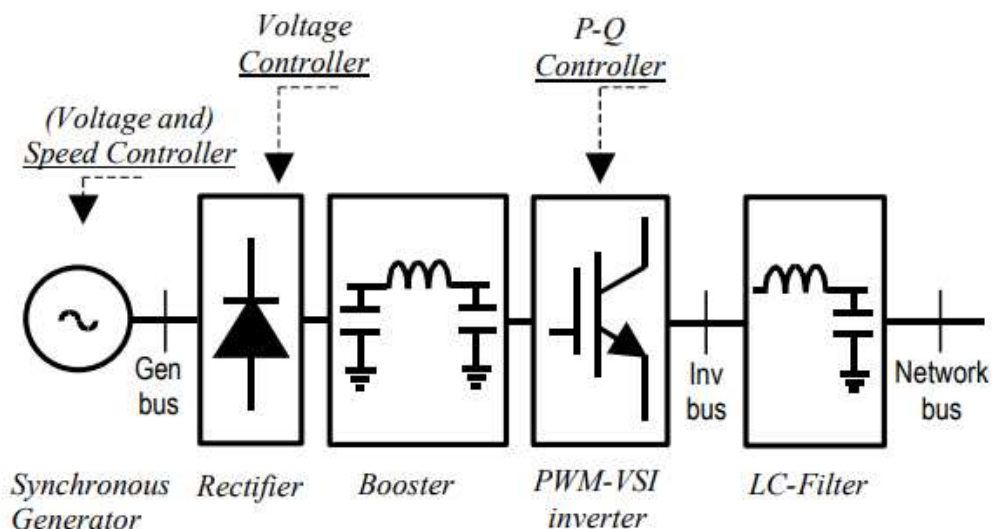 Voltage
Controller
P-Q
Controller
(Voltage and)
Speed Controller
Gen
bus
Inv
bus
Network
bus
Synchronous
Generator
Rectifier
Booster
PWM-VSI
inverter
LC-Filter